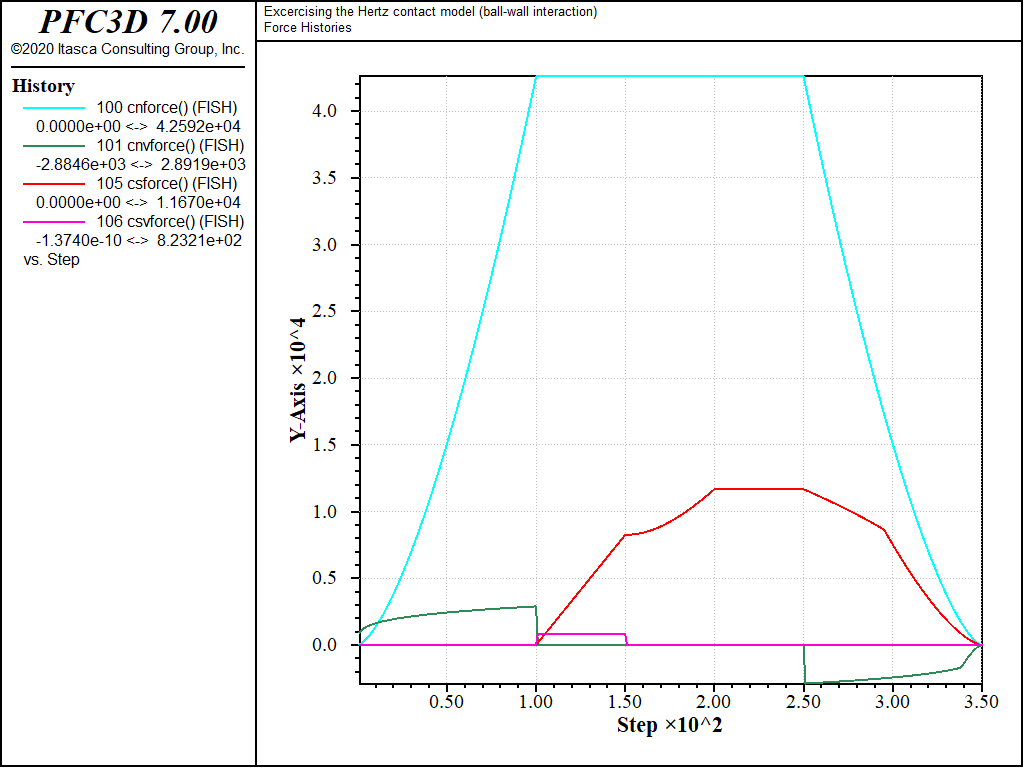 PFC3D 7.00
©2020 Itasca Consulting Group, Inc.
History
100 cnforce() (FISH)
0.0000e+00 <-> 4.2592e+04
101 cnvforce() (FISH)
-2.8846e+03 <-> 2.8919e+03
105 csforce() (FISH)
0.0000e+00 <-> 1.1670e+04
106 csvforce() (FISH)
-1.3740e-10 <-> 8.2321e+02
vs. Step
Excercising the Hertz contact model (ball-wall interaction)
Force Histories
Y-Axis ×10^4
4.0
3.5
3.0
2.5
2.0
1.5
1.0
0.5
0.0
0.50 1.00 1.50 2.00 2.50 3.00 3.50
Step ×10^2